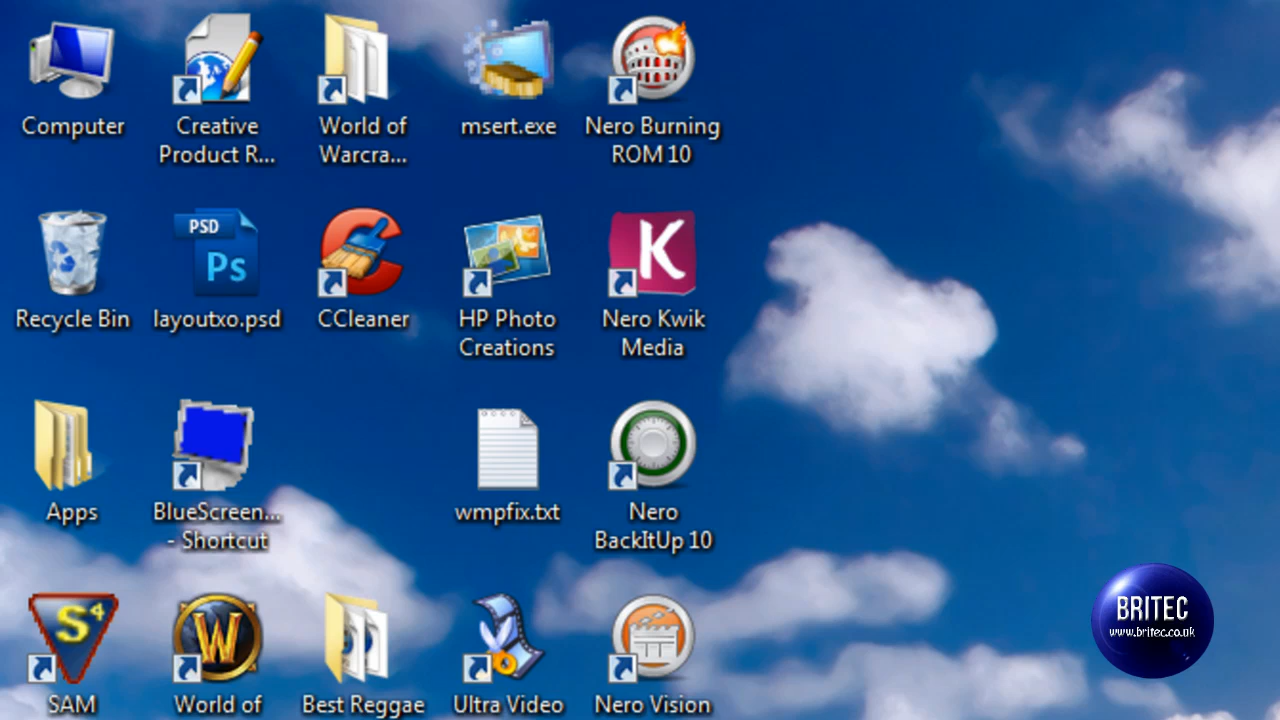 Computer
Creative
Product R...
World of
Warcra...
msert.exe
Nero Burning
ROM 10
Recycle Bin
PSD
Ps
layoutxo.psd
CCleaner
HP Photo
Creations
K
Nero Kwik
Media
Apps
BlueScreen...
- Shortcut
wmpfix.txt
Nero
BackItUp 10
S4
SAM
W
World of
Best Reggae
Ultra Video
Nero Vision
BRITEC
www.britec.co.uk